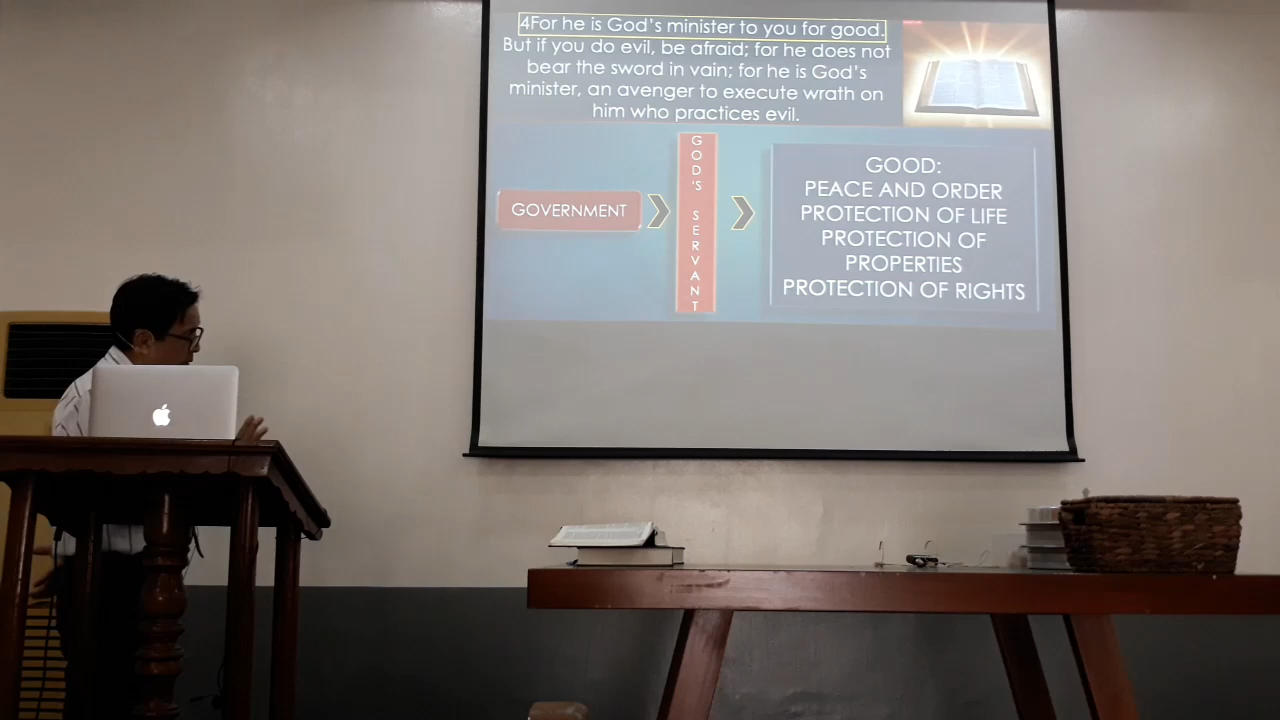 4For he is God's minister to you for good.
But if you do evil, be afraid; for he does not
bear the sword in vain; for he is God's
minister, an avenger to execute wrath on
him who practices evil.
GOVERNMENT
GOD'S SERVANT
GOOD:
PEACE AND ORDER
PROTECTION OF LIFE
PROTECTION OF
PROPERTIES
PROTECTION OF RIGHTS